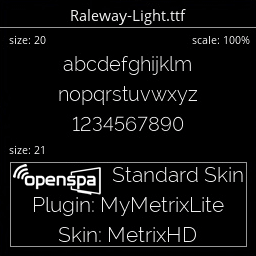 Raleway-Light.ttf
size: 20 scale: 100%
abcdefghijklm
nopqrstuvwxyz
1234567890
size: 21
openspa Standard Skin
Plugin: MyMetrixLite
Skin: MetrixHD